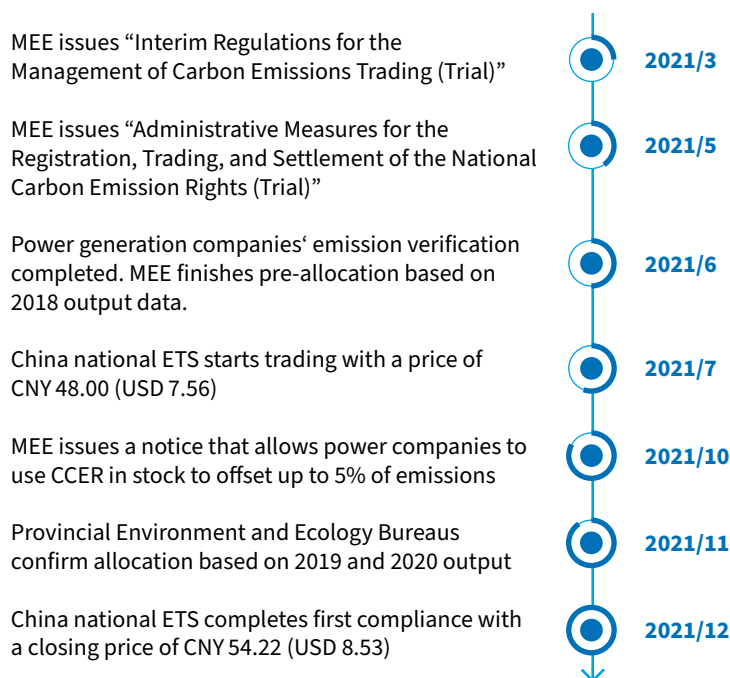 MEE issues “Interim Regulations for the
Management of Carbon Emissions Trading (Trial)”
2021/3
MEE issues “Administrative Measures for the
Registration, Trading, and Settlement of the National
Carbon Emission Rights (Trial)”
2021/5
Power generation companies‘ emission verification
completed. MEE finishes pre-allocation based on
2018 output data.
2021/6
China national ETS starts trading with a price of
CNY 48.00 (USD 7.56)
2021/7
MEE issues a notice that allows power companies to
use CCER in stock to offset up to 5% of emissions
2021/10
Provincial Environment and Ecology Bureaus
confirm allocation based on 2019 and 2020 output
2021/11
China national ETS completes first compliance with
a closing price of CNY 54.22 (USD 8.53)
2021/12